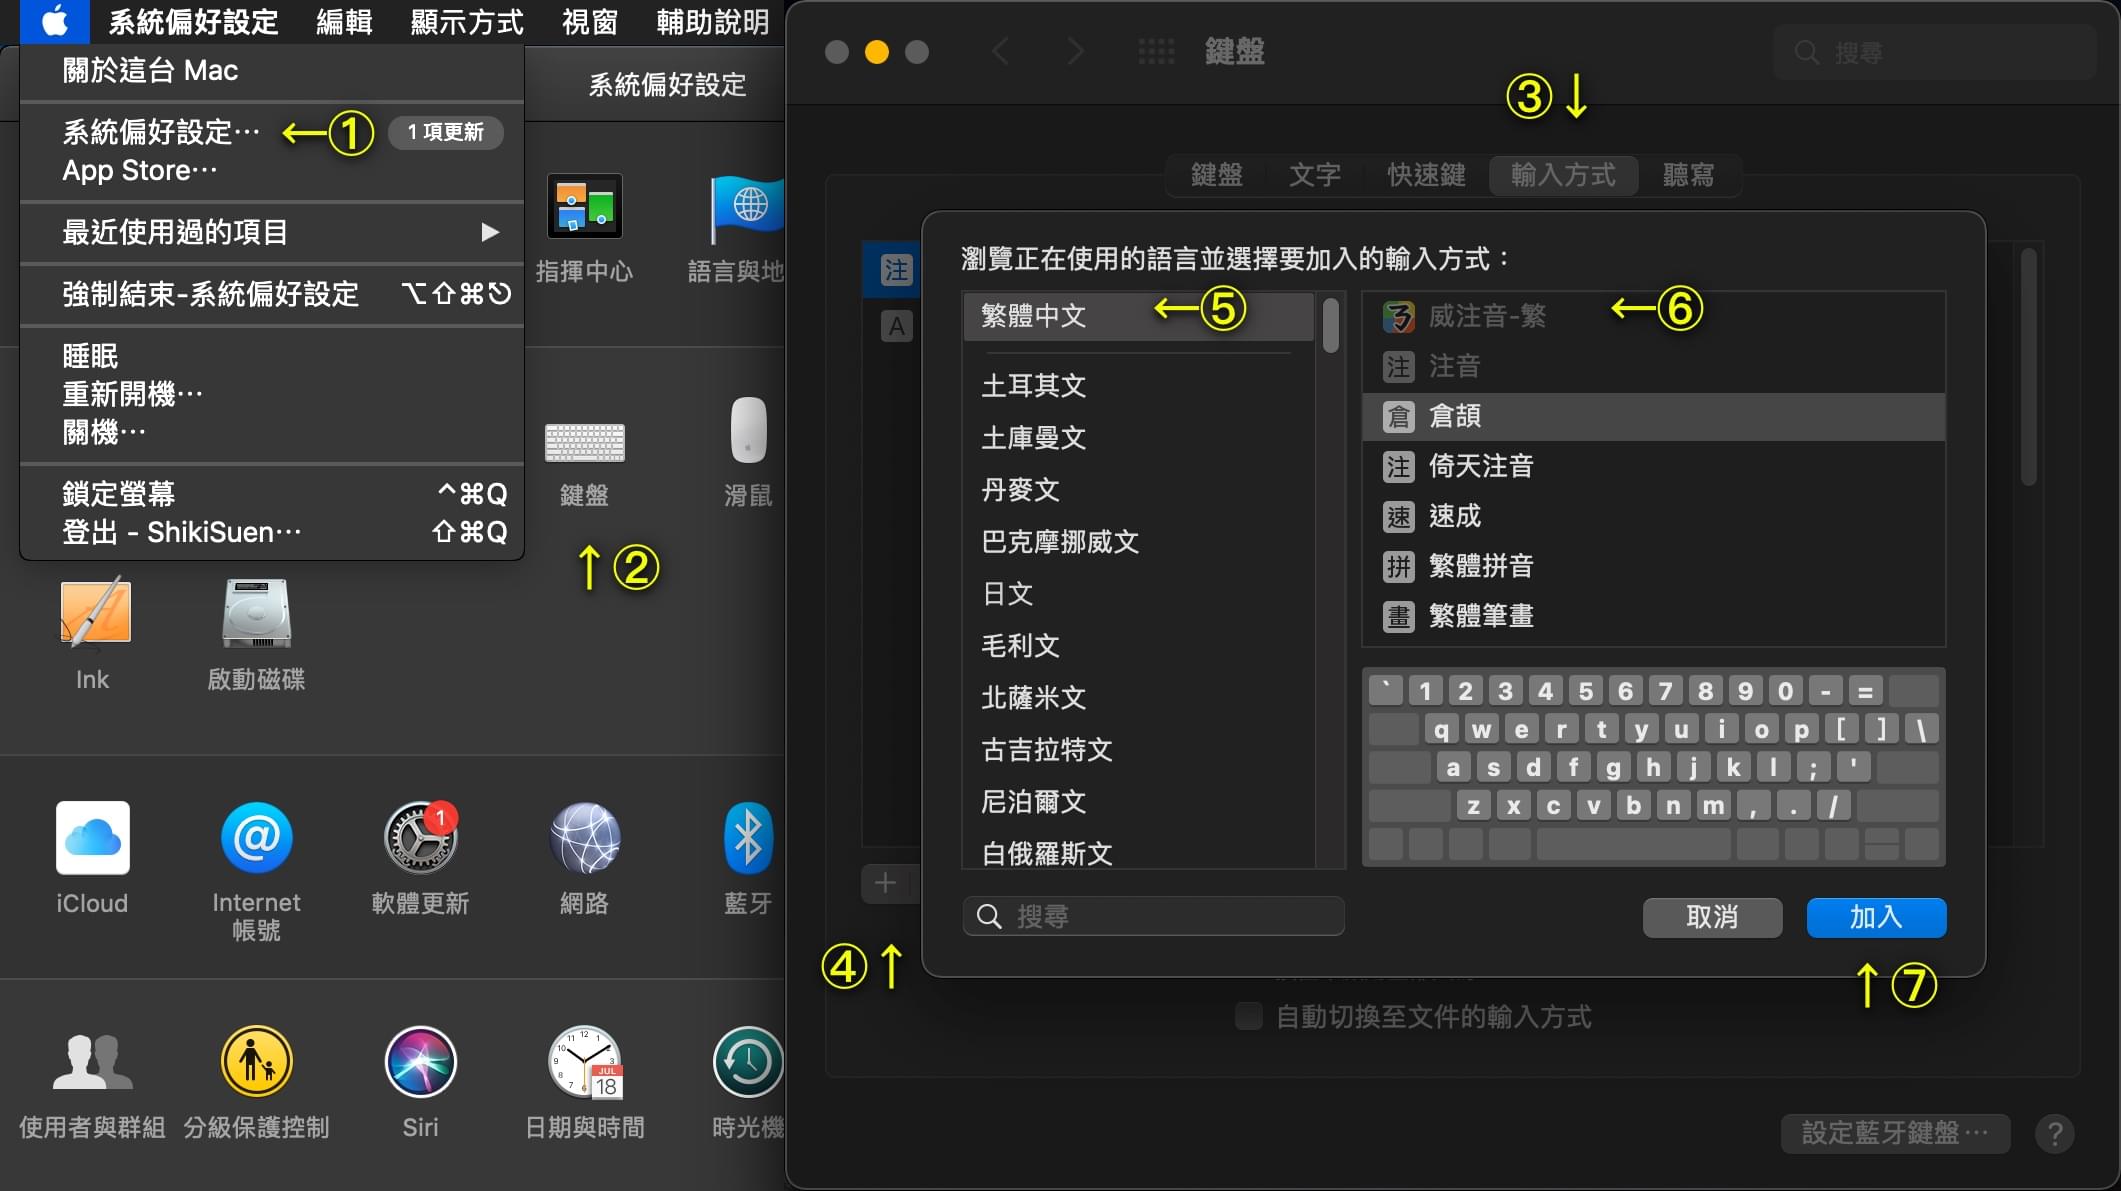 系統偏好設定 編輯 顯示方式 視窗 輔助說明
關於這台 Mac
系統偏好設定⋯ ←① 1 項更新
App Store⋯
最近使用過的項目 ▶
強制結束-系統偏好設定 ⌥⇧⌘⎋
睡眠
重新開機⋯
關機⋯
鎖定螢幕 ^⌘Q
登出 - ShikiSuen⋯ ⇧⌘Q
系統偏好設定
指揮中心 語言與地
鍵盤 滑鼠
↑②
Ink 啟動磁碟
iCloud Internet 帳號 軟體更新 網路 藍牙
1
使用者與群組 分級保護控制 Siri 日期與時間 時光機
JUL
18
鍵盤 搜尋
③↓
鍵盤 文字 快速鍵 輸入方式 聽寫
注
A
瀏覽正在使用的語言並選擇要加入的輸入方式：
繁體中文 ←⑤
土耳其文
土庫曼文
丹麥文
巴克摩挪威文
日文
毛利文
北薩米文
古吉拉特文
尼泊爾文
白俄羅斯文
搜尋
威注音-繁 ←⑥
注 注音
倉 倉頡
注 倚天注音
速 速成
拼 繁體拼音
畫 繁體筆畫
` 1 2 3 4 5 6 7 8 9 0 - =
q w e r t y u i o p [ ] \
a s d f g h j k l ; '
z x c v b n m , . /
取消 加入
+
④↑
↑⑦
自動切換至文件的輸入方式
設定藍牙鍵盤⋯ ?